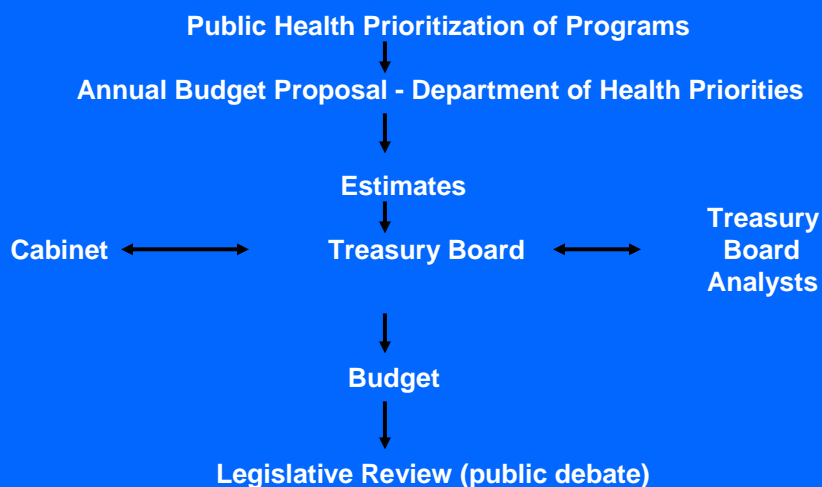 Public Health Prioritization of Programs
Annual Budget Proposal - Department of Health Priorities
Estimates
Cabinet
Treasury Board
Treasury
Board
Analysts
Budget
Legislative Review (public debate)